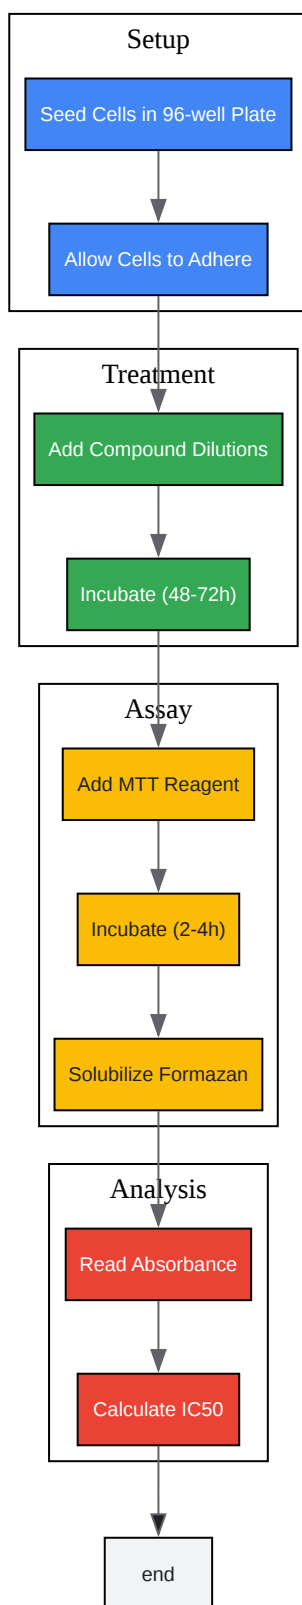 Setup
Seed Cells in 96-well Plate
Allow Cells to Adhere
Treatment
Add Compound Dilutions
Incubate (48-72h)
Assay
Add MTT Reagent
Incubate (2-4h)
Solubilize Formazan
Analysis
Read Absorbance
Calculate IC50
end